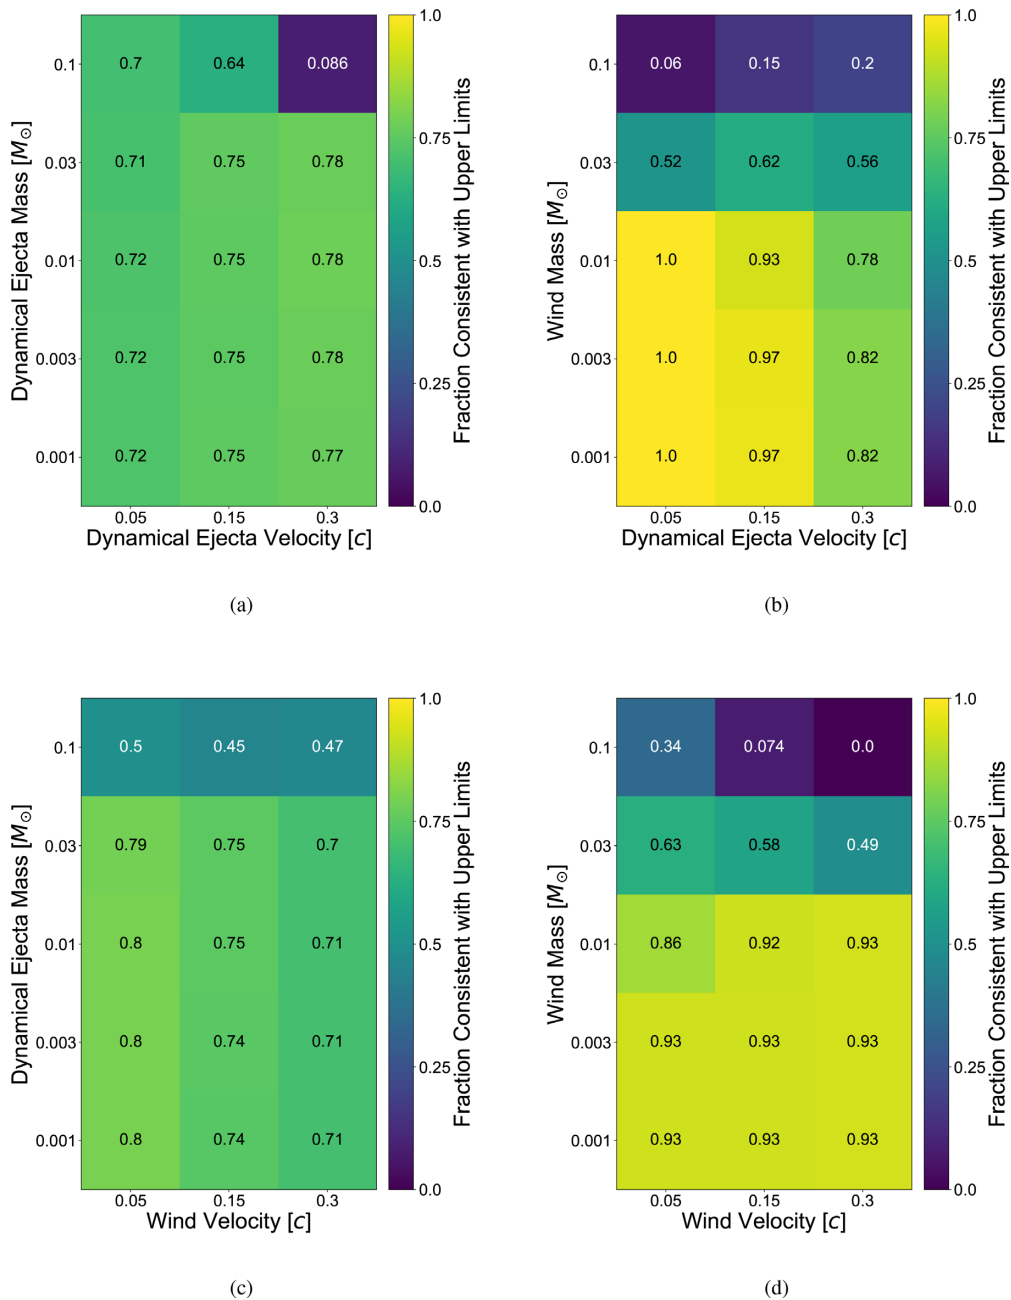 0.1 0.7 0.64 0.086 1.0
0.03 0.71 0.75 0.78 0.75
0.01 0.72 0.75 0.78 0.5
0.003 0.72 0.75 0.78 0.25
0.001 0.72 0.75 0.77 0.0
0.05 0.15 0.3
Dynamical Ejecta Velocity [c]
Dynamical Ejecta Mass [M☉]
Fraction Consistent with Upper Limits
(a)
0.1 0.06 0.15 0.2 1.0
0.03 0.52 0.62 0.56 0.75
0.01 1.0 0.93 0.78 0.5
0.003 1.0 0.97 0.82 0.25
0.001 1.0 0.97 0.82 0.0
0.05 0.15 0.3
Dynamical Ejecta Velocity [c]
Wind Mass [M☉]
Fraction Consistent with Upper Limits
(b)
0.1 0.5 0.45 0.47 1.0
0.03 0.79 0.75 0.7 0.75
0.01 0.8 0.75 0.71 0.5
0.003 0.8 0.74 0.71 0.25
0.001 0.8 0.74 0.71 0.0
0.05 0.15 0.3
Wind Velocity [c]
Dynamical Ejecta Mass [M☉]
Fraction Consistent with Upper Limits
(c)
0.1 0.34 0.074 0.0 1.0
0.03 0.63 0.58 0.49 0.75
0.01 0.86 0.92 0.93 0.5
0.003 0.93 0.93 0.93 0.25
0.001 0.93 0.93 0.93 0.0
0.05 0.15 0.3
Wind Velocity [c]
Wind Mass [M☉]
Fraction Consistent with Upper Limits
(d)